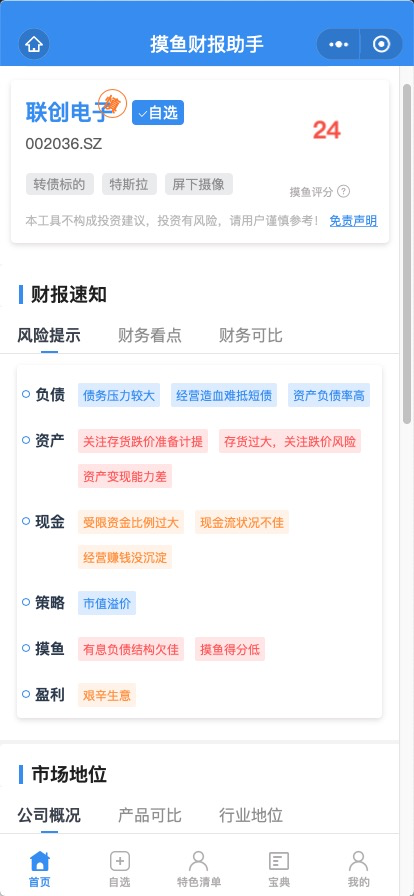 摸鱼财报助手
联创电子 自选
002036.SZ
24
转债标的 特斯拉 屏下摄像
摸鱼评分 ?
本工具不构成投资建议，投资有风险，请用户谨慎参考！ 免责声明
财报速知
风险提示 财务看点 财务可比
负债 债务压力较大 经营造血难抵短债 资产负债率高
资产 关注存货跌价准备计提 存货过大，关注跌价风险
资产变现能力差
现金 受限资金比例过大 现金流状况不佳
经营赚钱没沉淀
策略 市值溢价
摸鱼 有息负债结构欠佳 摸鱼得分低
盈利 艰辛生意
市场地位
公司概况 产品可比 行业地位
首页 自选 特色清单 宝典 我的